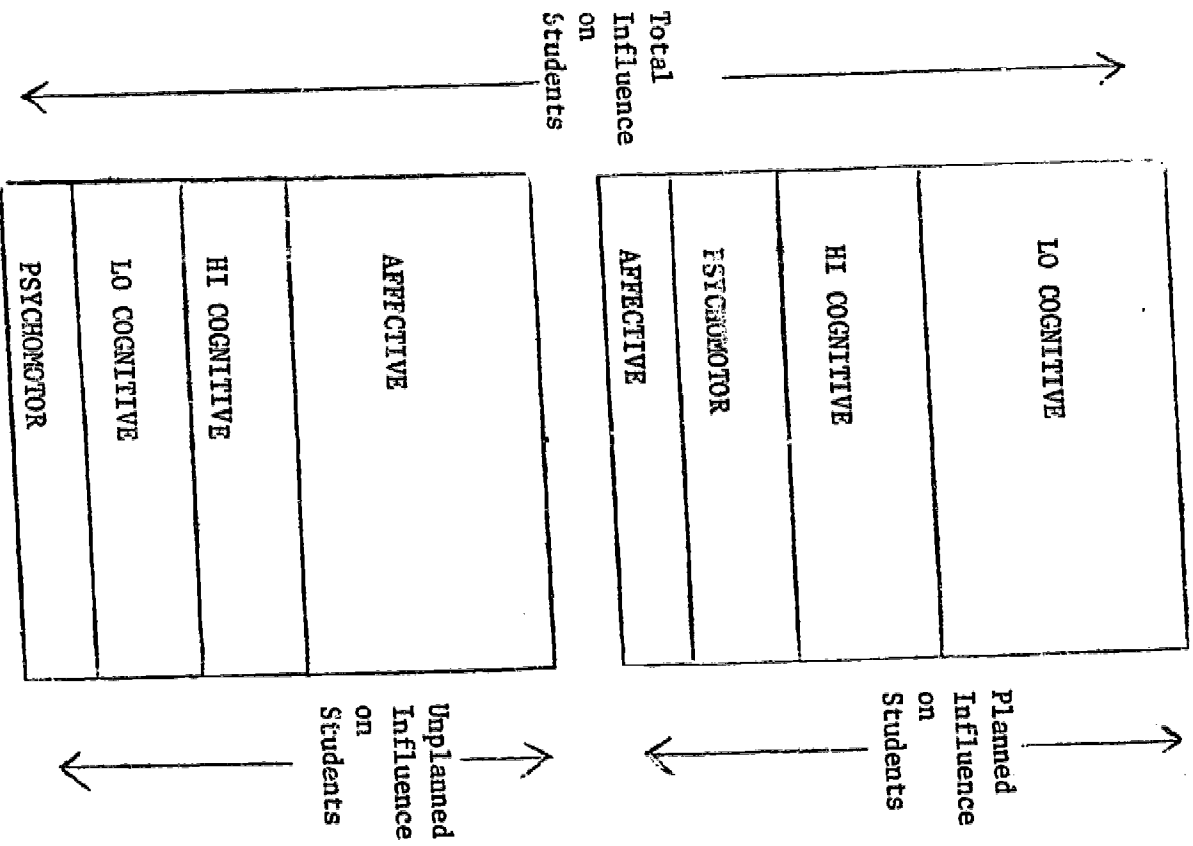 Total
Influence
on
Students
LO COGNITIVE
HI COGNITIVE
PSYCHOMOTOR
AFFECTIVE
Planned
Influence
on
Students
AFFFCTIVE
HI COGNITIVE
LO COGNITIVE
PSYCHOMOTOR
Unplanned
Influence
on
Students